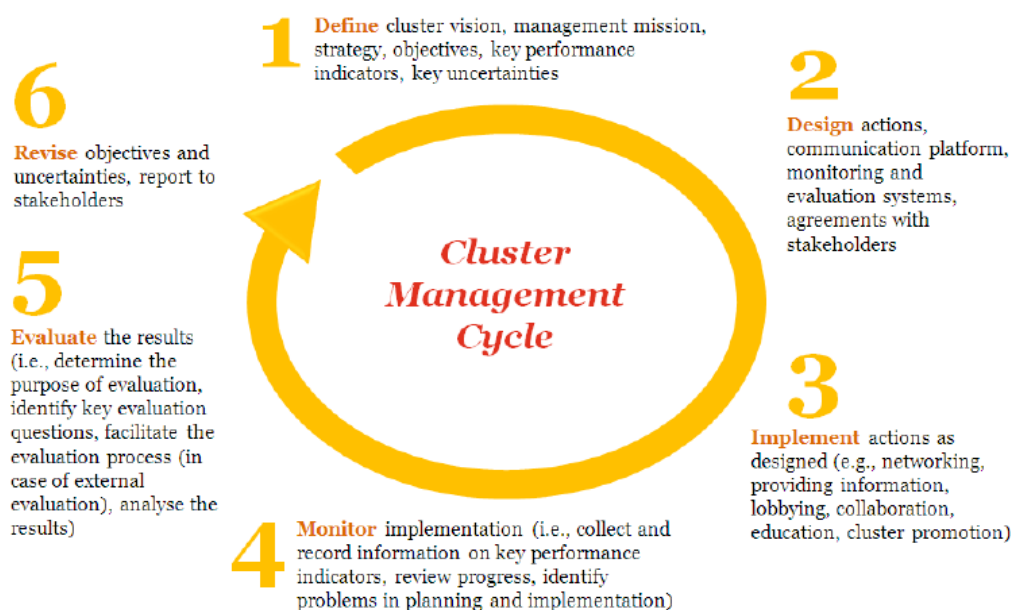 1
Define cluster vision, management mission,
strategy, objectives, key performance
indicators, key uncertainties
2
Design actions,
communication platform,
monitoring and
evaluation systems,
agreements with
stakeholders
3
Implement actions as
designed (e.g., networking,
providing information,
lobbying, collaboration,
education, cluster promotion)
4
Monitor implementation (i.e., collect and
record information on key performance
indicators, review progress, identify
problems in planning and implementation)
5
Evaluate the results
(i.e., determine the
purpose of evaluation,
identify key evaluation
questions, facilitate the
evaluation process (in
case of external
evaluation), analyse the
results)
6
Revise objectives and
uncertainties, report to
stakeholders
Cluster
Management
Cycle